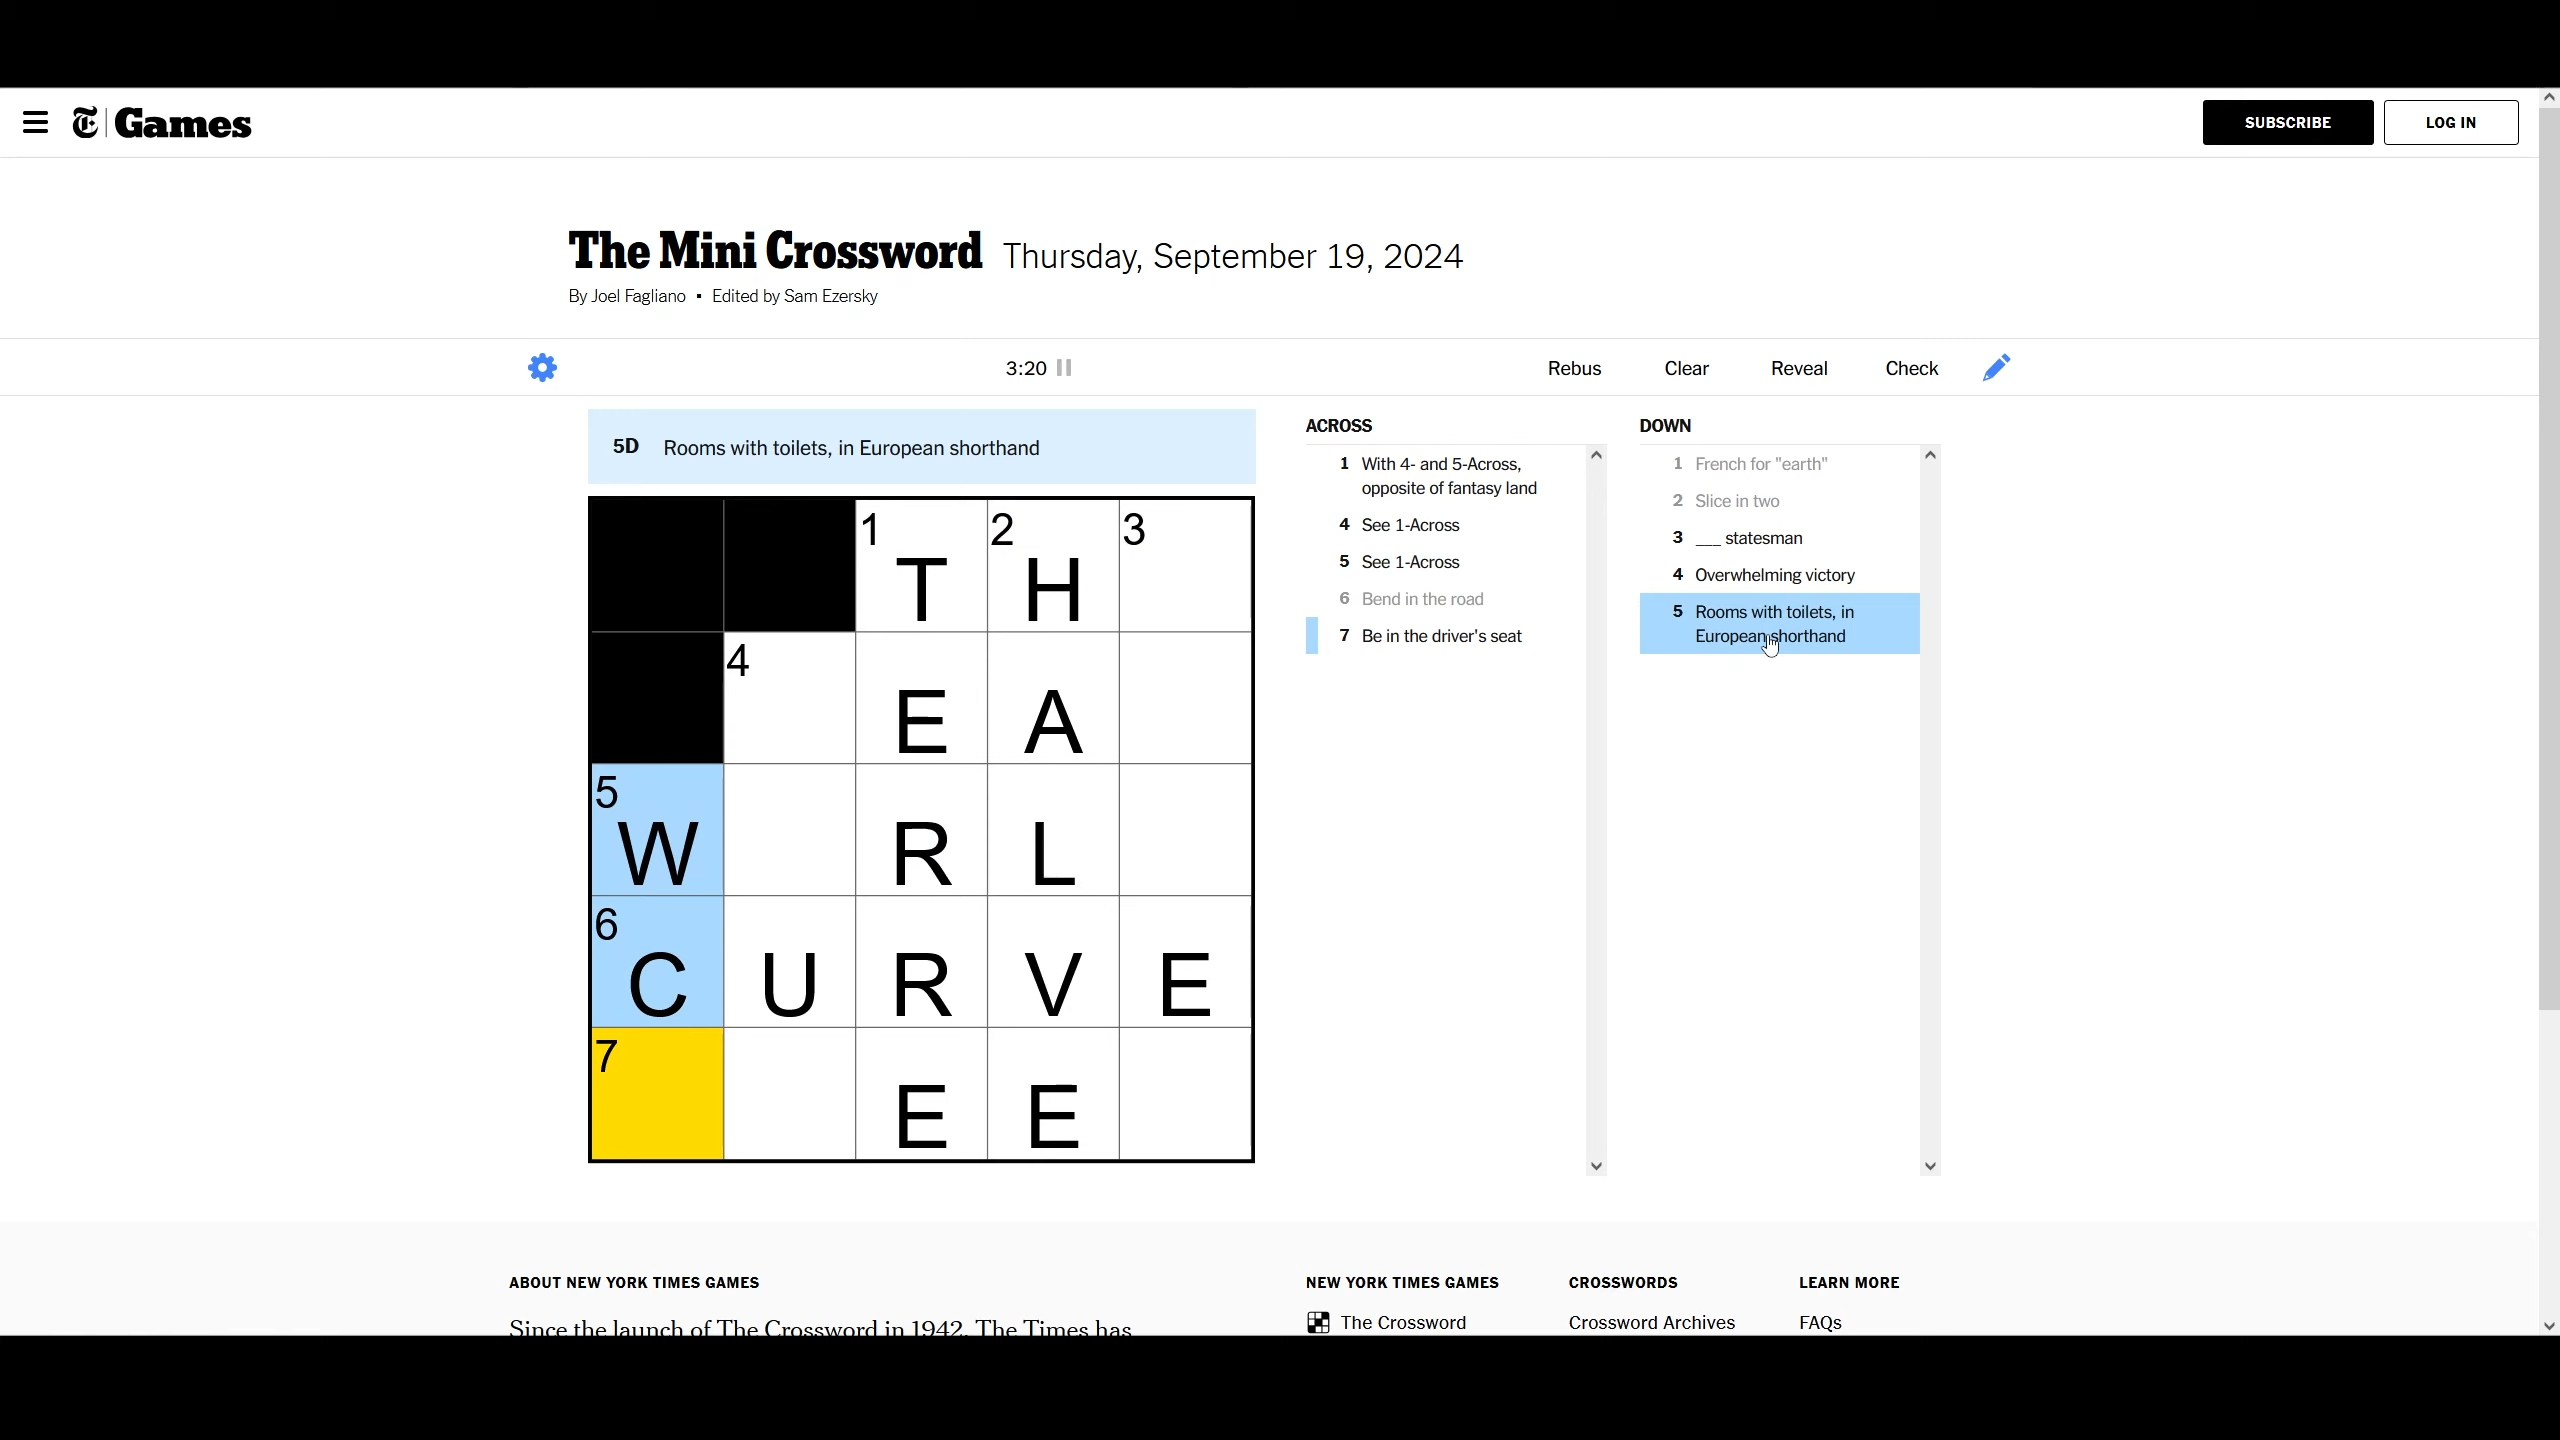 Games
SUBSCRIBE
LOG IN
The Mini Crossword Thursday, September 19, 2024
By Joel Fagliano • Edited by Sam Ezersky
3:20
Rebus
Clear
Reveal
Check
5D Rooms with toilets, in European shorthand
1 T 2 H 3
4 E A
5 W R L
6 C U R V E
7 E E
ACROSS
1 With 4- and 5-Across,
opposite of fantasy land
4 See 1-Across
5 See 1-Across
6 Bend in the road
7 Be in the driver's seat
DOWN
1 French for "earth"
2 Slice in two
3 ___ statesman
4 Overwhelming victory
5 Rooms with toilets, in
European shorthand
ABOUT NEW YORK TIMES GAMES
Since the launch of The Crossword in 1942, The Times has
NEW YORK TIMES GAMES
The Crossword
CROSSWORDS
Crossword Archives
LEARN MORE
FAQs